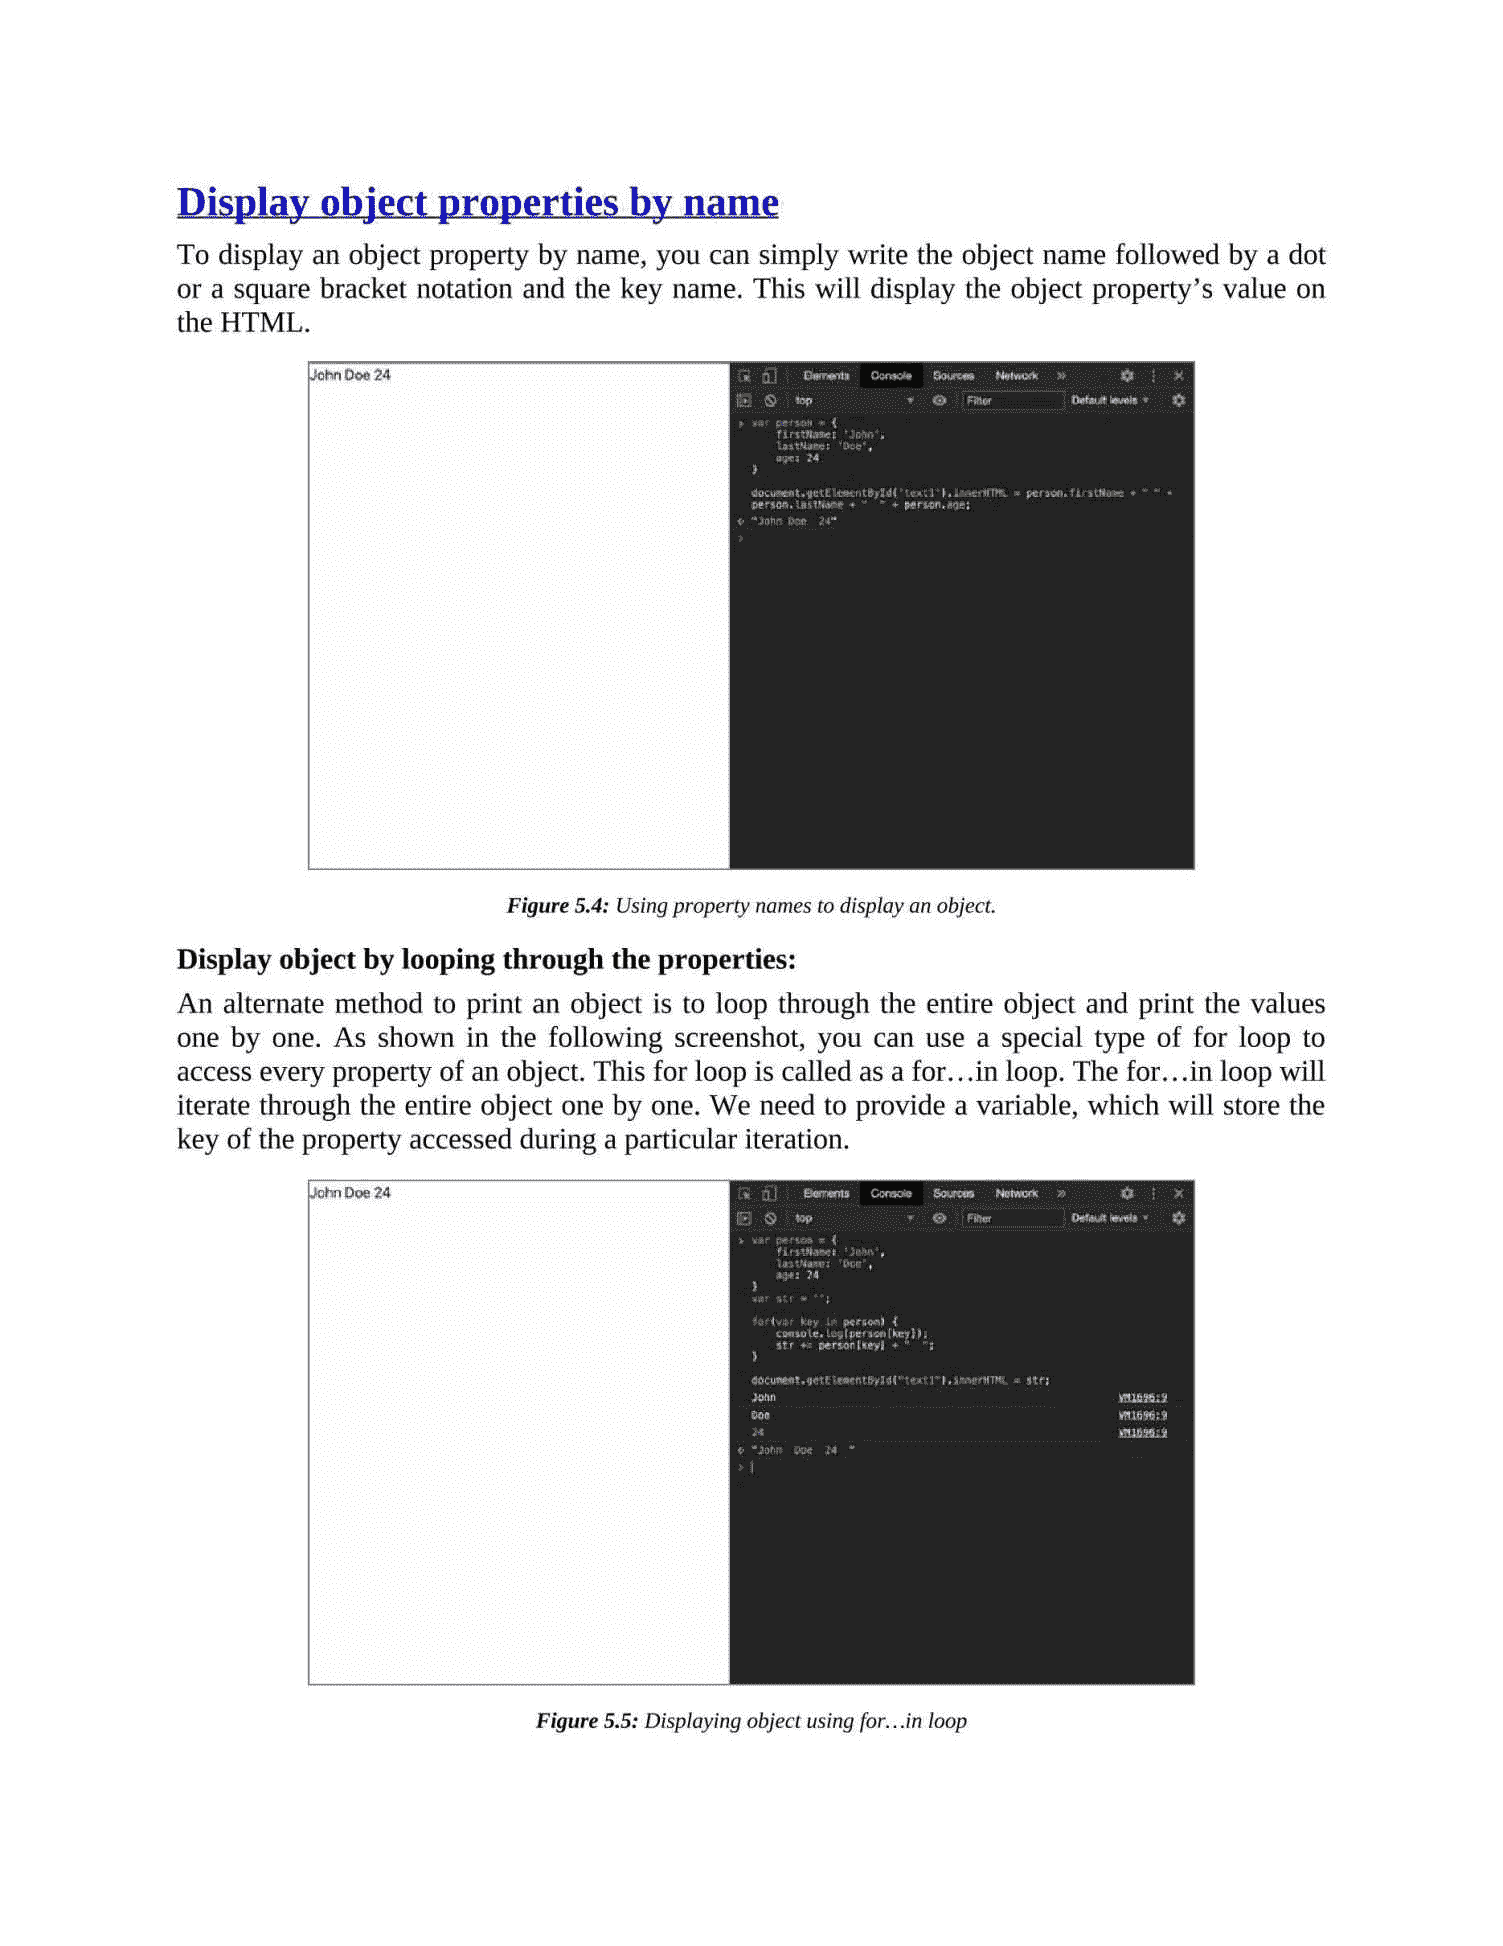 Display object properties by name
To display an object property by name, you can simply write the object name followed by a dot
or a square bracket notation and the key name. This will display the object property’s value on
the HTML.
John Doe 24
Elements Console Sources Network »
top Filter Default levels
var person = {
firstName: 'John',
lastName: 'Doe',
age: 24
}
document.getElementById('text1').innerHTML = person.firstName + " " +
person.lastName + "  " + person.age;
"John Doe  24"
Figure 5.4: Using property names to display an object.
Display object by looping through the properties:
An alternate method to print an object is to loop through the entire object and print the values
one by one. As shown in the following screenshot, you can use a special type of for loop to
access every property of an object. This for loop is called as a for…in loop. The for…in loop will
iterate through the entire object one by one. We need to provide a variable, which will store the
key of the property accessed during a particular iteration.
John Doe 24
Elements Console Sources Network »
top Filter Default levels
var person = {
firstName: 'John',
lastName: 'Doe',
age: 24
}
var str = "";
for(var key in person) {
console.log(person[key]);
str += person[key] + "  ";
}
document.getElementById("text1").innerHTML = str;
John VM1696:9
Doe VM1696:9
24 VM1696:9
"John  Doe  24  "
Figure 5.5: Displaying object using for…in loop